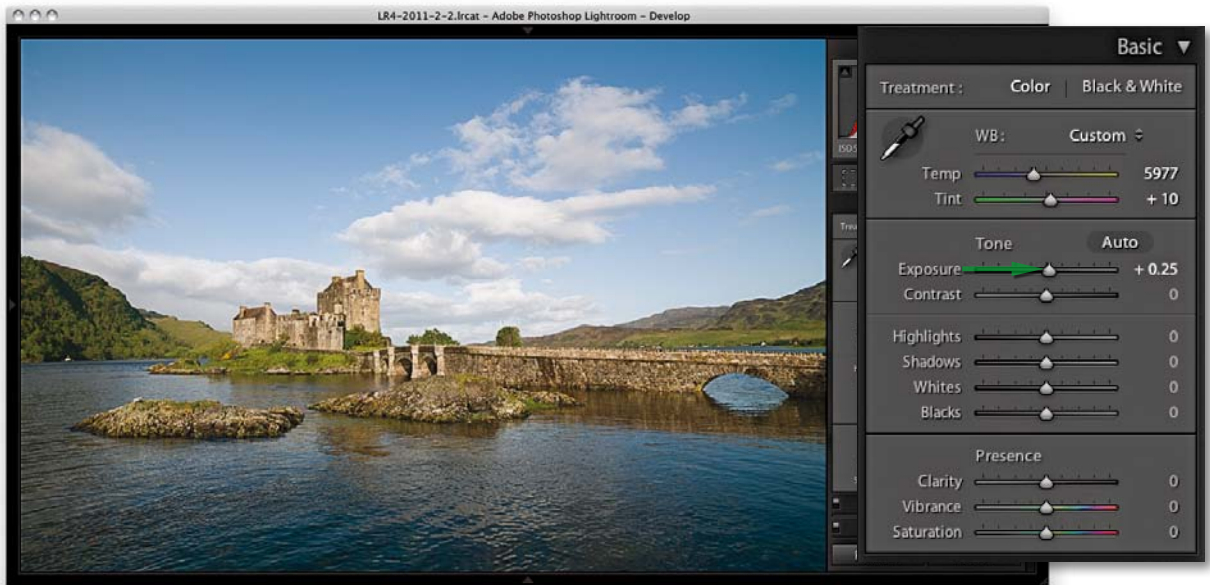 LR4-2011-2-2.lrcat - Adobe Photoshop Lightroom - Develop
Basic
Treatment : Color Black & White
WB : Custom
Temp 5977
Tint + 10
Tone Auto
Exposure + 0.25
Contrast 0
Highlights 0
Shadows 0
Whites 0
Blacks 0
Presence
Clarity 0
Vibrance 0
Saturation 0